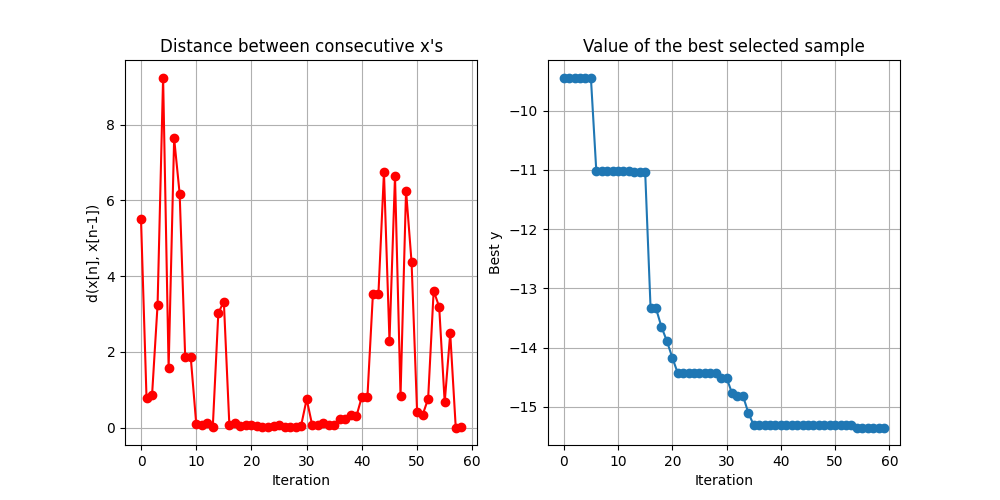 Distance between consecutive x's
d(x[n], x[n-1])
8
6
4
2
0
0 10 20 30 40 50 60
Iteration
Value of the best selected sample
Best y
−10
−11
−12
−13
−14
−15
0 10 20 30 40 50 60
Iteration